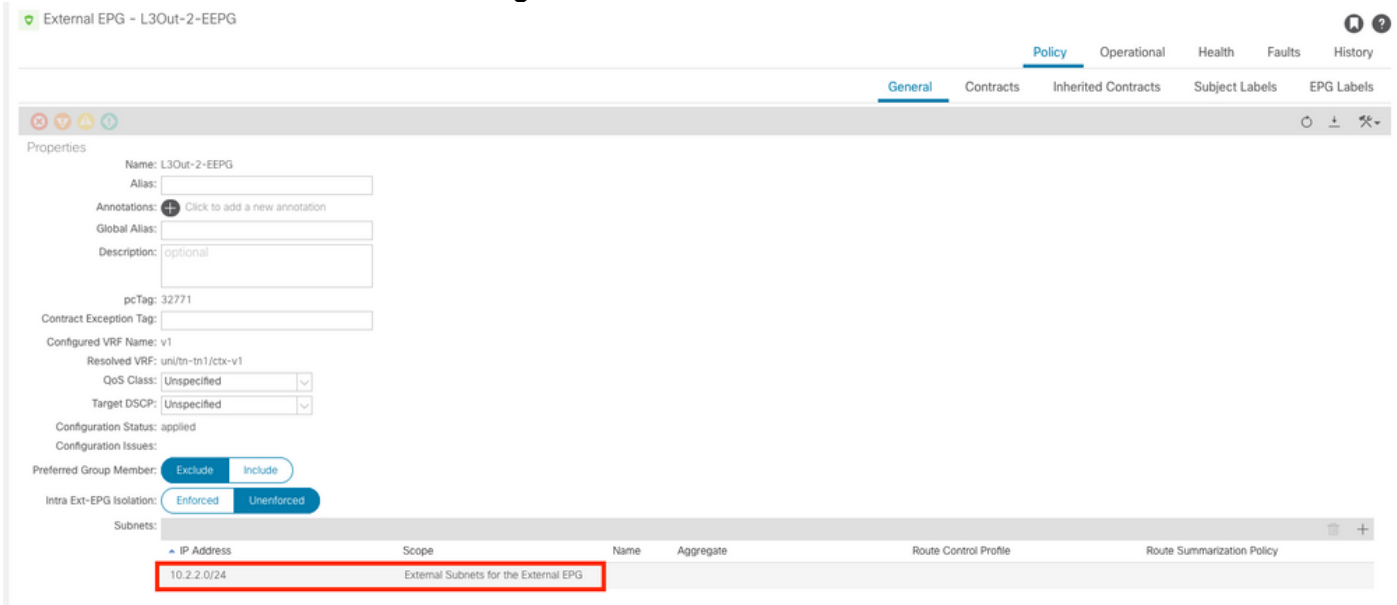 External EPG - L3Out-2-EEPG
Policy Operational Health Faults History
General Contracts Inherited Contracts Subject Labels EPG Labels
Properties
Name: L3Out-2-EEPG
Alias:
Annotations: Click to add a new annotation
Global Alias:
Description: optional
pcTag: 32771
Contract Exception Tag:
Configured VRF Name: v1
Resolved VRF: uni/tn-tn1/ctx-v1
QoS Class: Unspecified
Target DSCP: Unspecified
Configuration Status: applied
Configuration Issues:
Preferred Group Member: Exclude Include
Intra Ext-EPG Isolation: Enforced Unenforced
Subnets:
IP Address Scope Name Aggregate Route Control Profile Route Summarization Policy
10.2.2.0/24 External Subnets for the External EPG